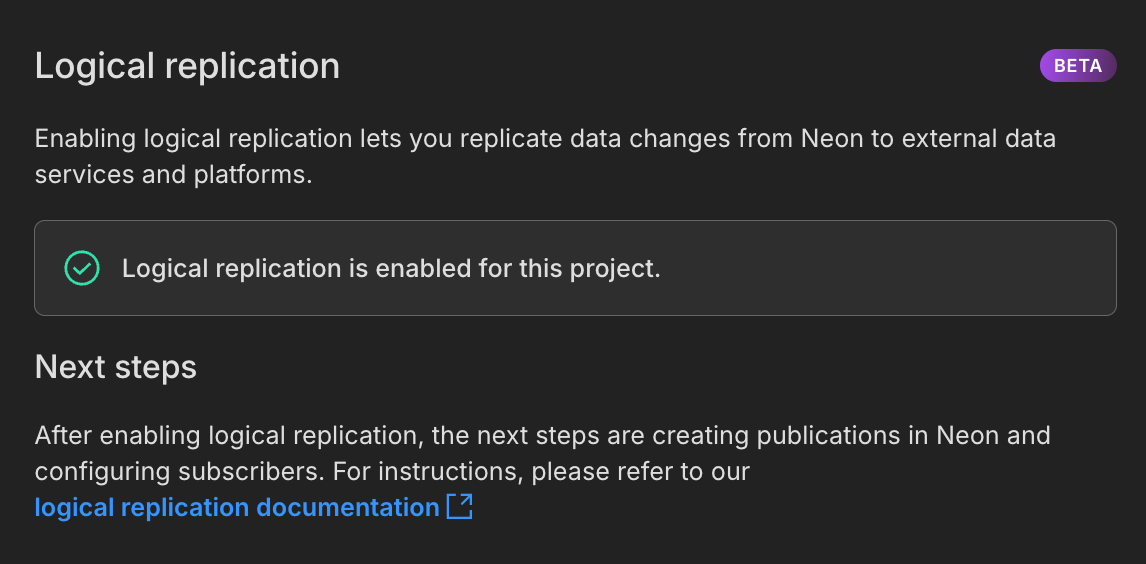 Logical replication
BETA
Enabling logical replication lets you replicate data changes from Neon to external data
services and platforms.
Logical replication is enabled for this project.
Next steps
After enabling logical replication, the next steps are creating publications in Neon and
configuring subscribers. For instructions, please refer to our
logical replication documentation